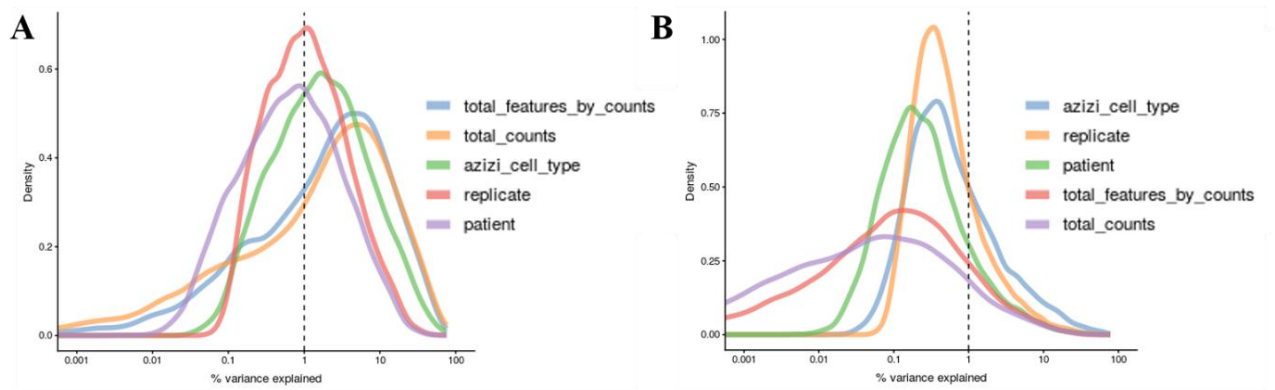 A
Density
0.6
0.4
0.2
0.0
0.001 0.01 0.1 1 10 100
% variance explained
total_features_by_counts
total_counts
azizi_cell_type
replicate
patient
B
Density
1.00
0.75
0.50
0.25
0.00
0.001 0.01 0.1 1 10 100
% variance explained
azizi_cell_type
replicate
patient
total_features_by_counts
total_counts